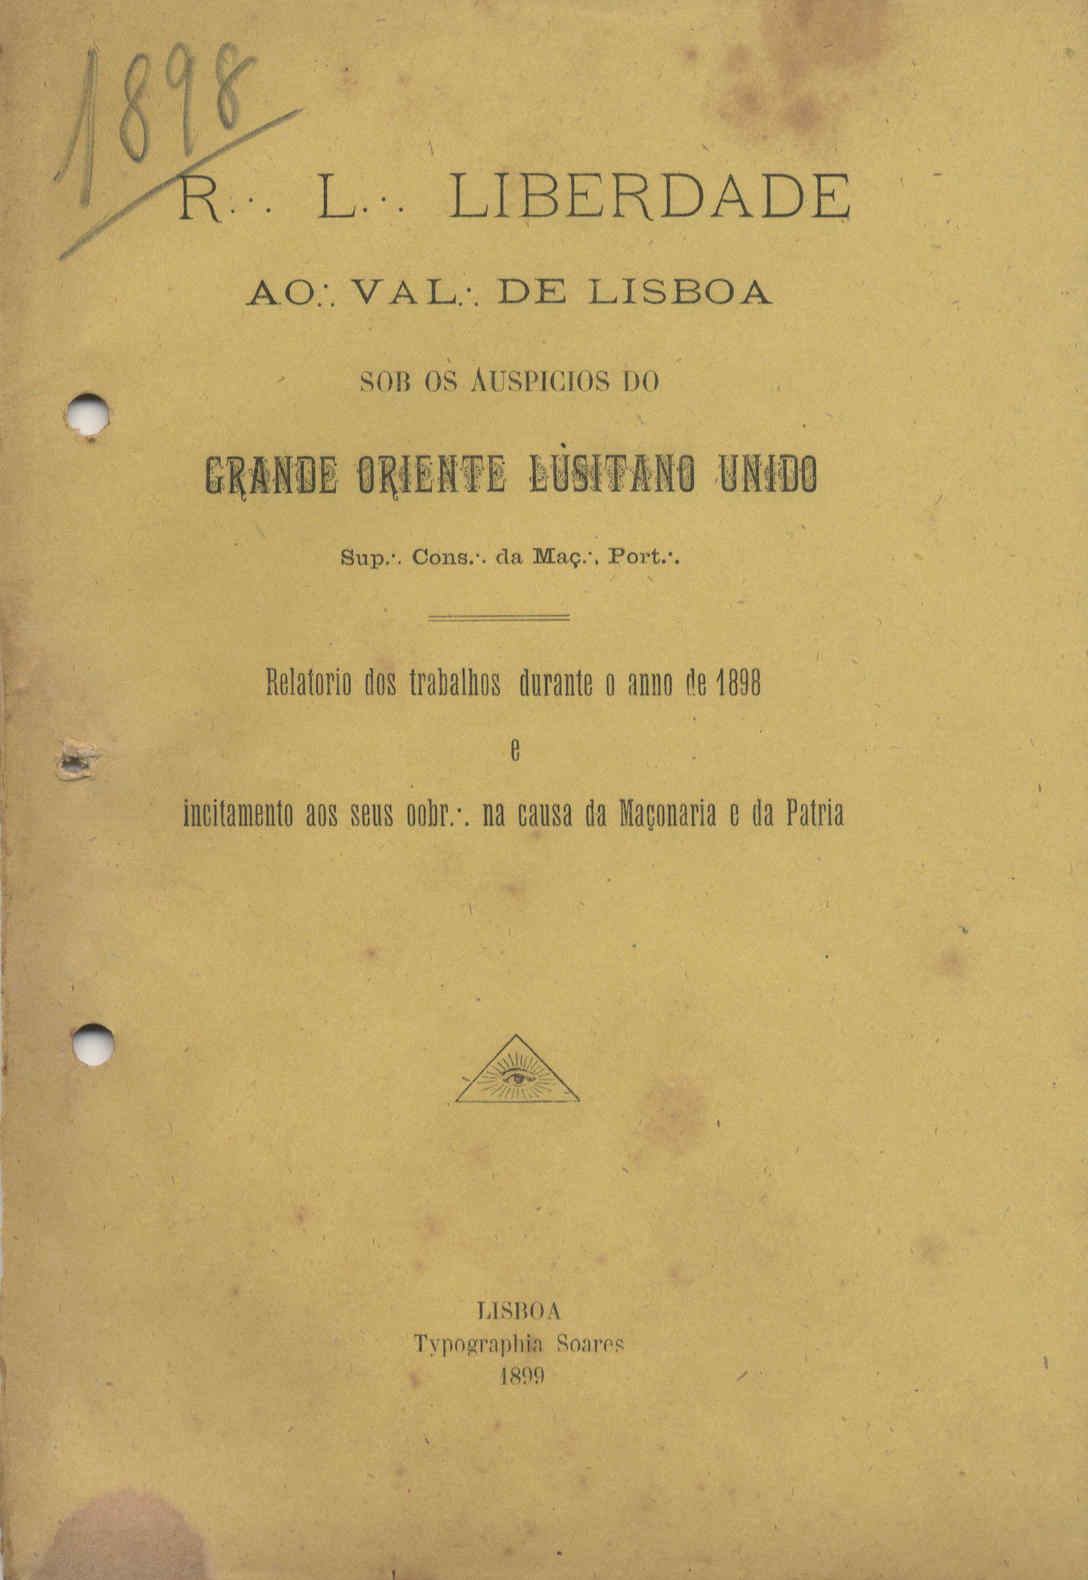 1898
R.·. L.·. LIBERDADE
AO.·. VAL.·. DE LISBOA
SOB OS AUSPICIOS DO
GRANDE ORIENTE LUSITANO UNIDO
Sup.·. Cons.·. da Maç.·. Port.·.
Relatorio dos trabalhos durante o anno de 1898
e
incitamento aos seus oobr.·. na causa da Maçonaria e da Patria
LISBOA
Typographia Soares
1899